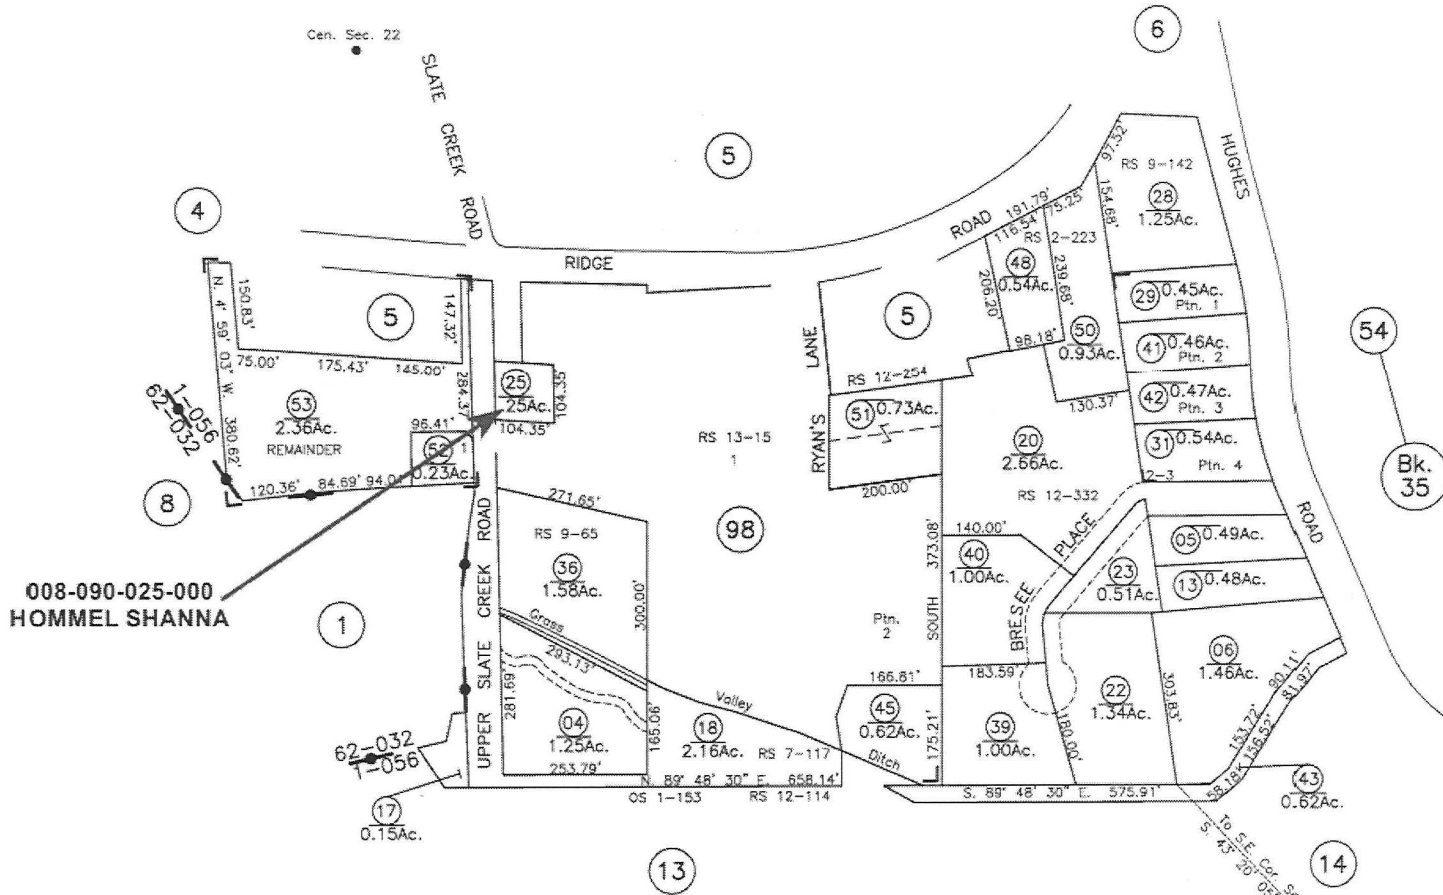 Cen. Sec. 22
SLATE CREEK ROAD
6
5
4
RIDGE ROAD
HUGHES ROAD
97.52'
RS 9-142
28
1.25Ac.
154.68'
191.79'
116.54'
75.25'
RS 2-223
48
0.54Ac.
206.20'
239.68'
98.18'
50
0.93Ac.
130.37'
29 0.45Ac.
Ptn. 1
41 0.46Ac.
Ptn. 2
42 0.47Ac.
Ptn. 3
31 0.54Ac.
Ptn. 4
12-3
54
Bk.
35
N. 4° 59' 03" W. 380.62'
150.83'
5
147.32'
75.00'
175.43'
145.00'
284.37'
53
2.36Ac.
REMAINDER
96.41'
1
52
0.23Ac.
120.36'
84.69'
94.04'
1-056
62-032
8
25
.25Ac.
104.35
104.35'
RS 13-15
1
RYAN'S LANE
5
RS 12-254
51 0.73Ac.
200.00'
20
2.66Ac.
RS 12-332
98
008-090-025-000
HOMMEL SHANNA
1
UPPER SLATE CREEK ROAD
271.65'
RS 9-65
36
1.58Ac.
300.00'
Grass Valley Ditch
293.13'
281.69'
04
1.25Ac.
253.79'
165.06'
18
2.16Ac.
RS 7-117
Ptn.
2
SOUTH 373.08'
140.00'
40
1.00Ac.
BRESEE PLACE
23
0.51Ac.
05 0.49Ac.
13 0.48Ac.
06
1.46Ac.
183.59'
166.81'
45
0.62Ac.
175.21'
39
1.00Ac.
180.00'
22
1.34Ac.
303.83'
90.11'
81.97'
153.72'
156.52'
58.18'
43
0.62Ac.
62-032
1-056
17
0.15Ac.
N. 89° 48' 30" E. 658.14'
OS 1-153
RS 12-114
S. 89° 48' 30" E. 575.91'
To S.E. Cor.
S. 43° 20'
13
14